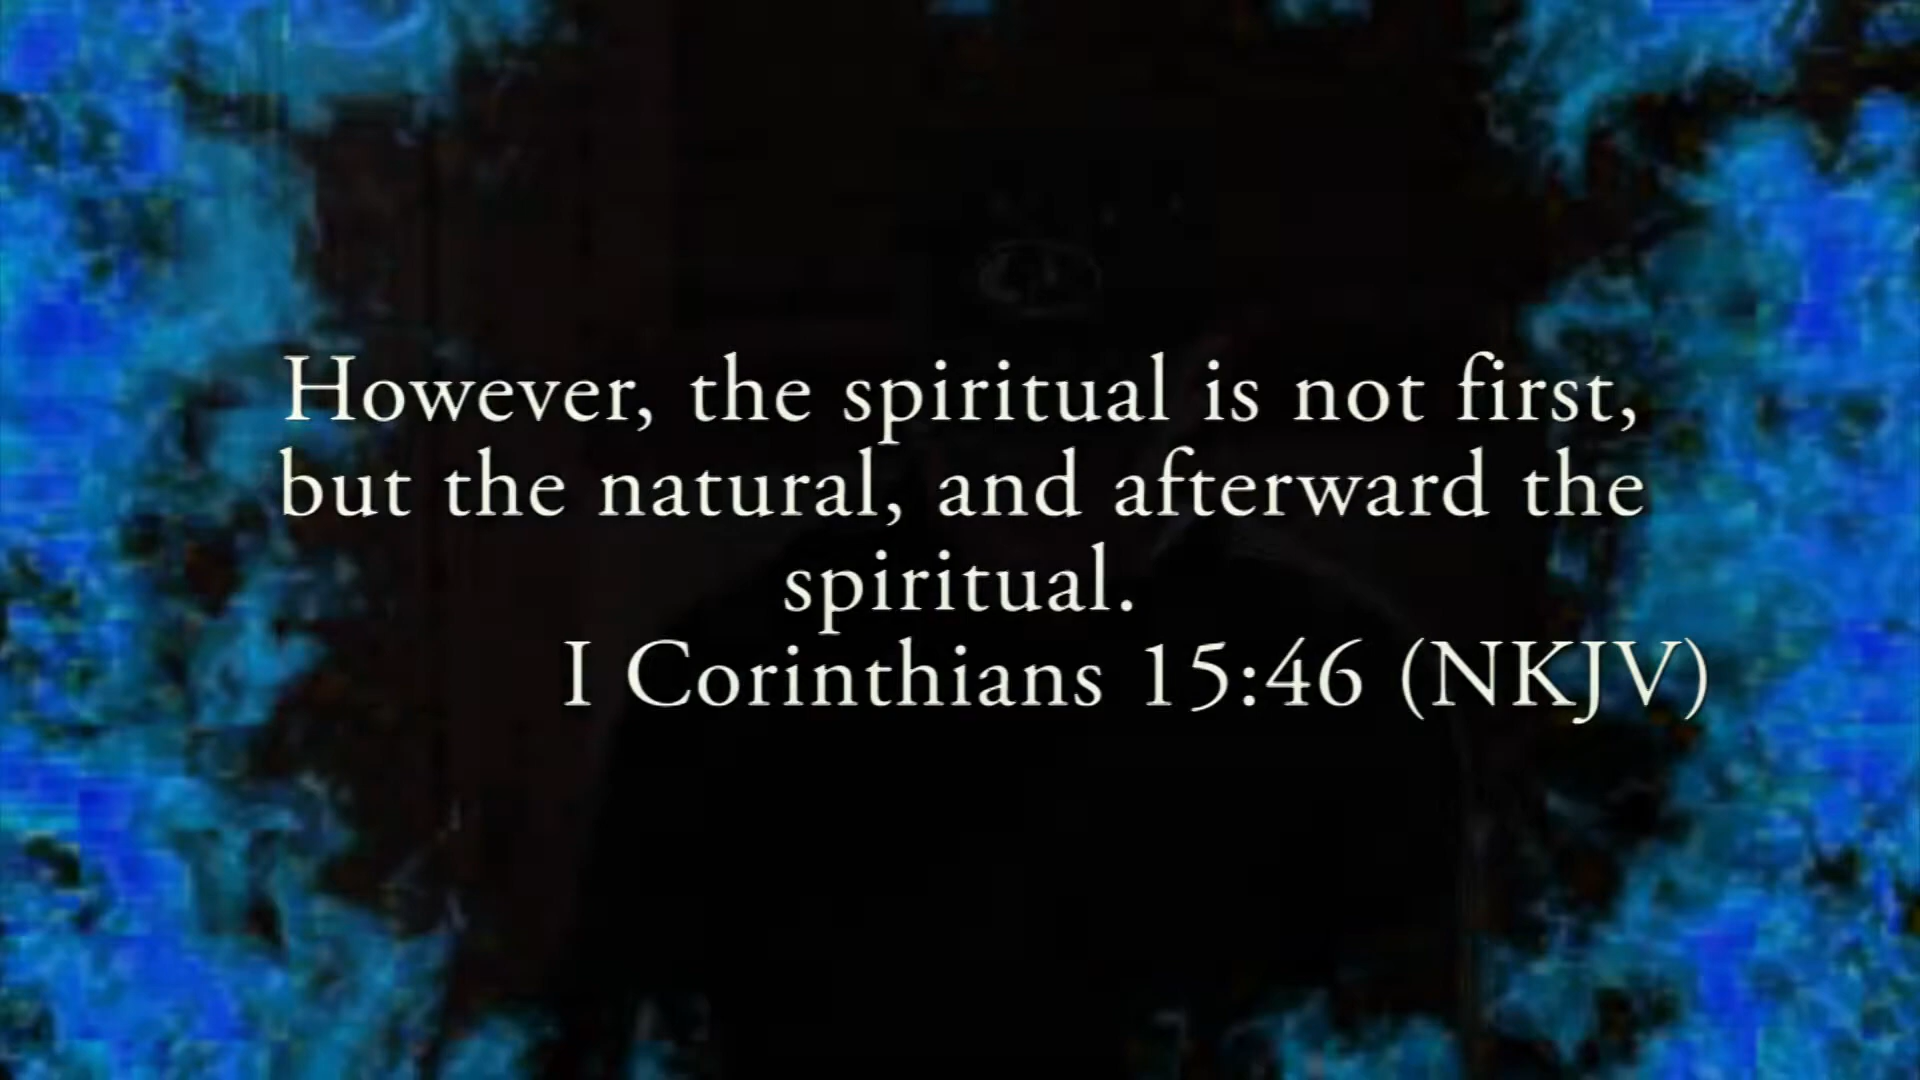 However, the spiritual is not first,
but the natural, and afterward the
spiritual.
I Corinthians 15:46 (NKJV)